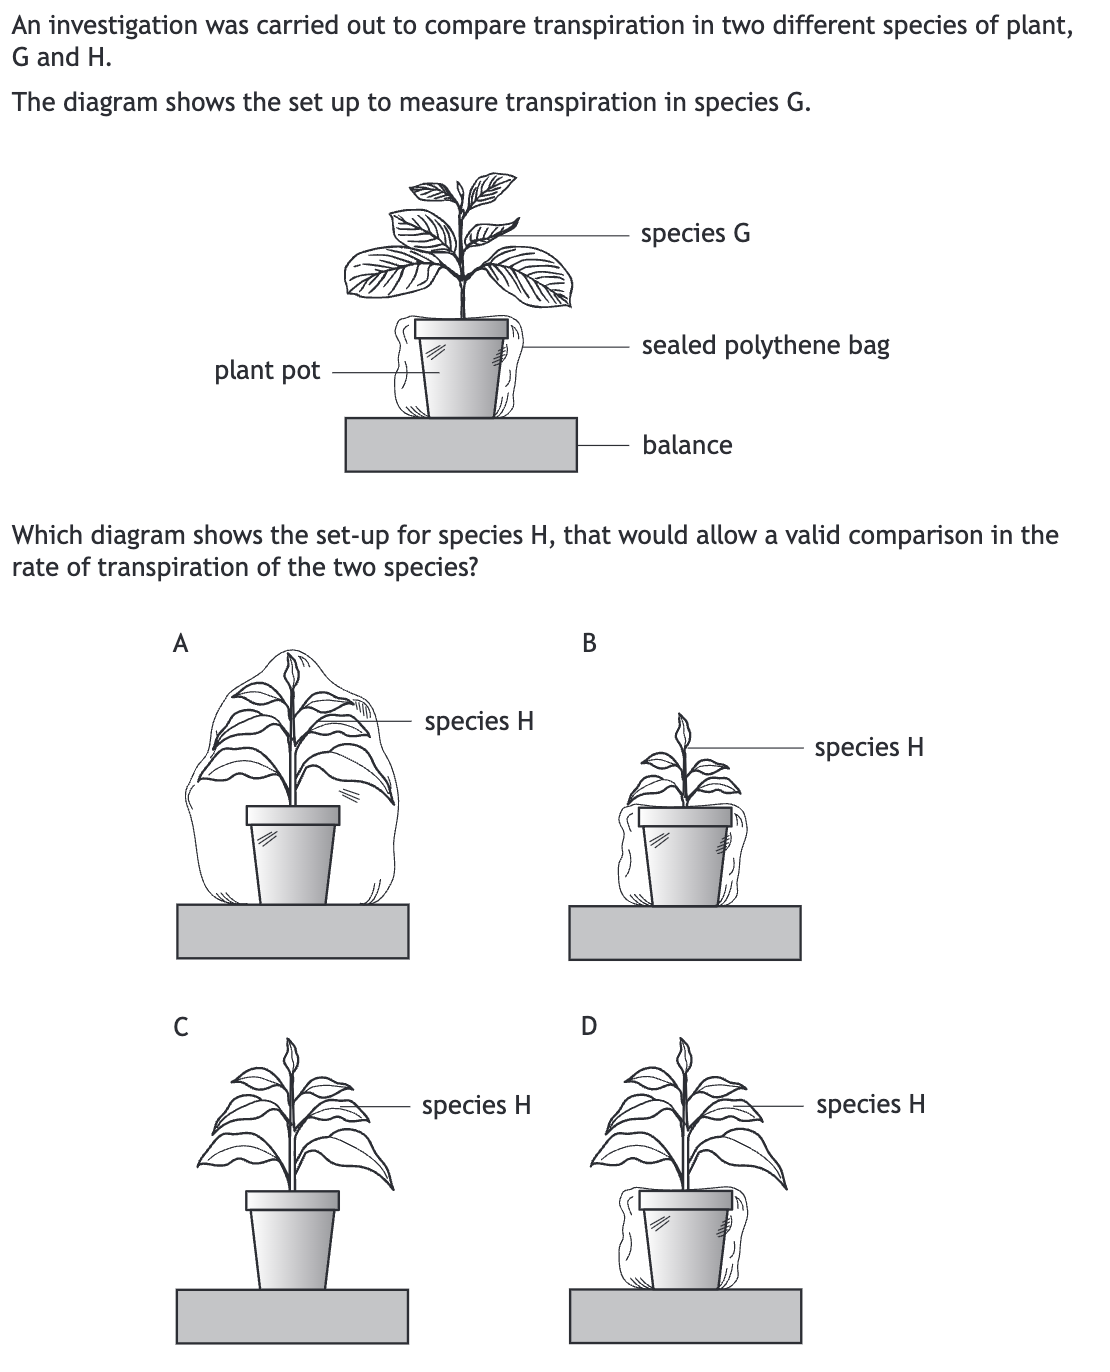 An investigation was carried out to compare transpiration in two different species of plant,
G and H.
The diagram shows the set up to measure transpiration in species G.
species G
sealed polythene bag
plant pot
balance
Which diagram shows the set-up for species H, that would allow a valid comparison in the
rate of transpiration of the two species?
A
B
species H
species H
C
D
species H
species H